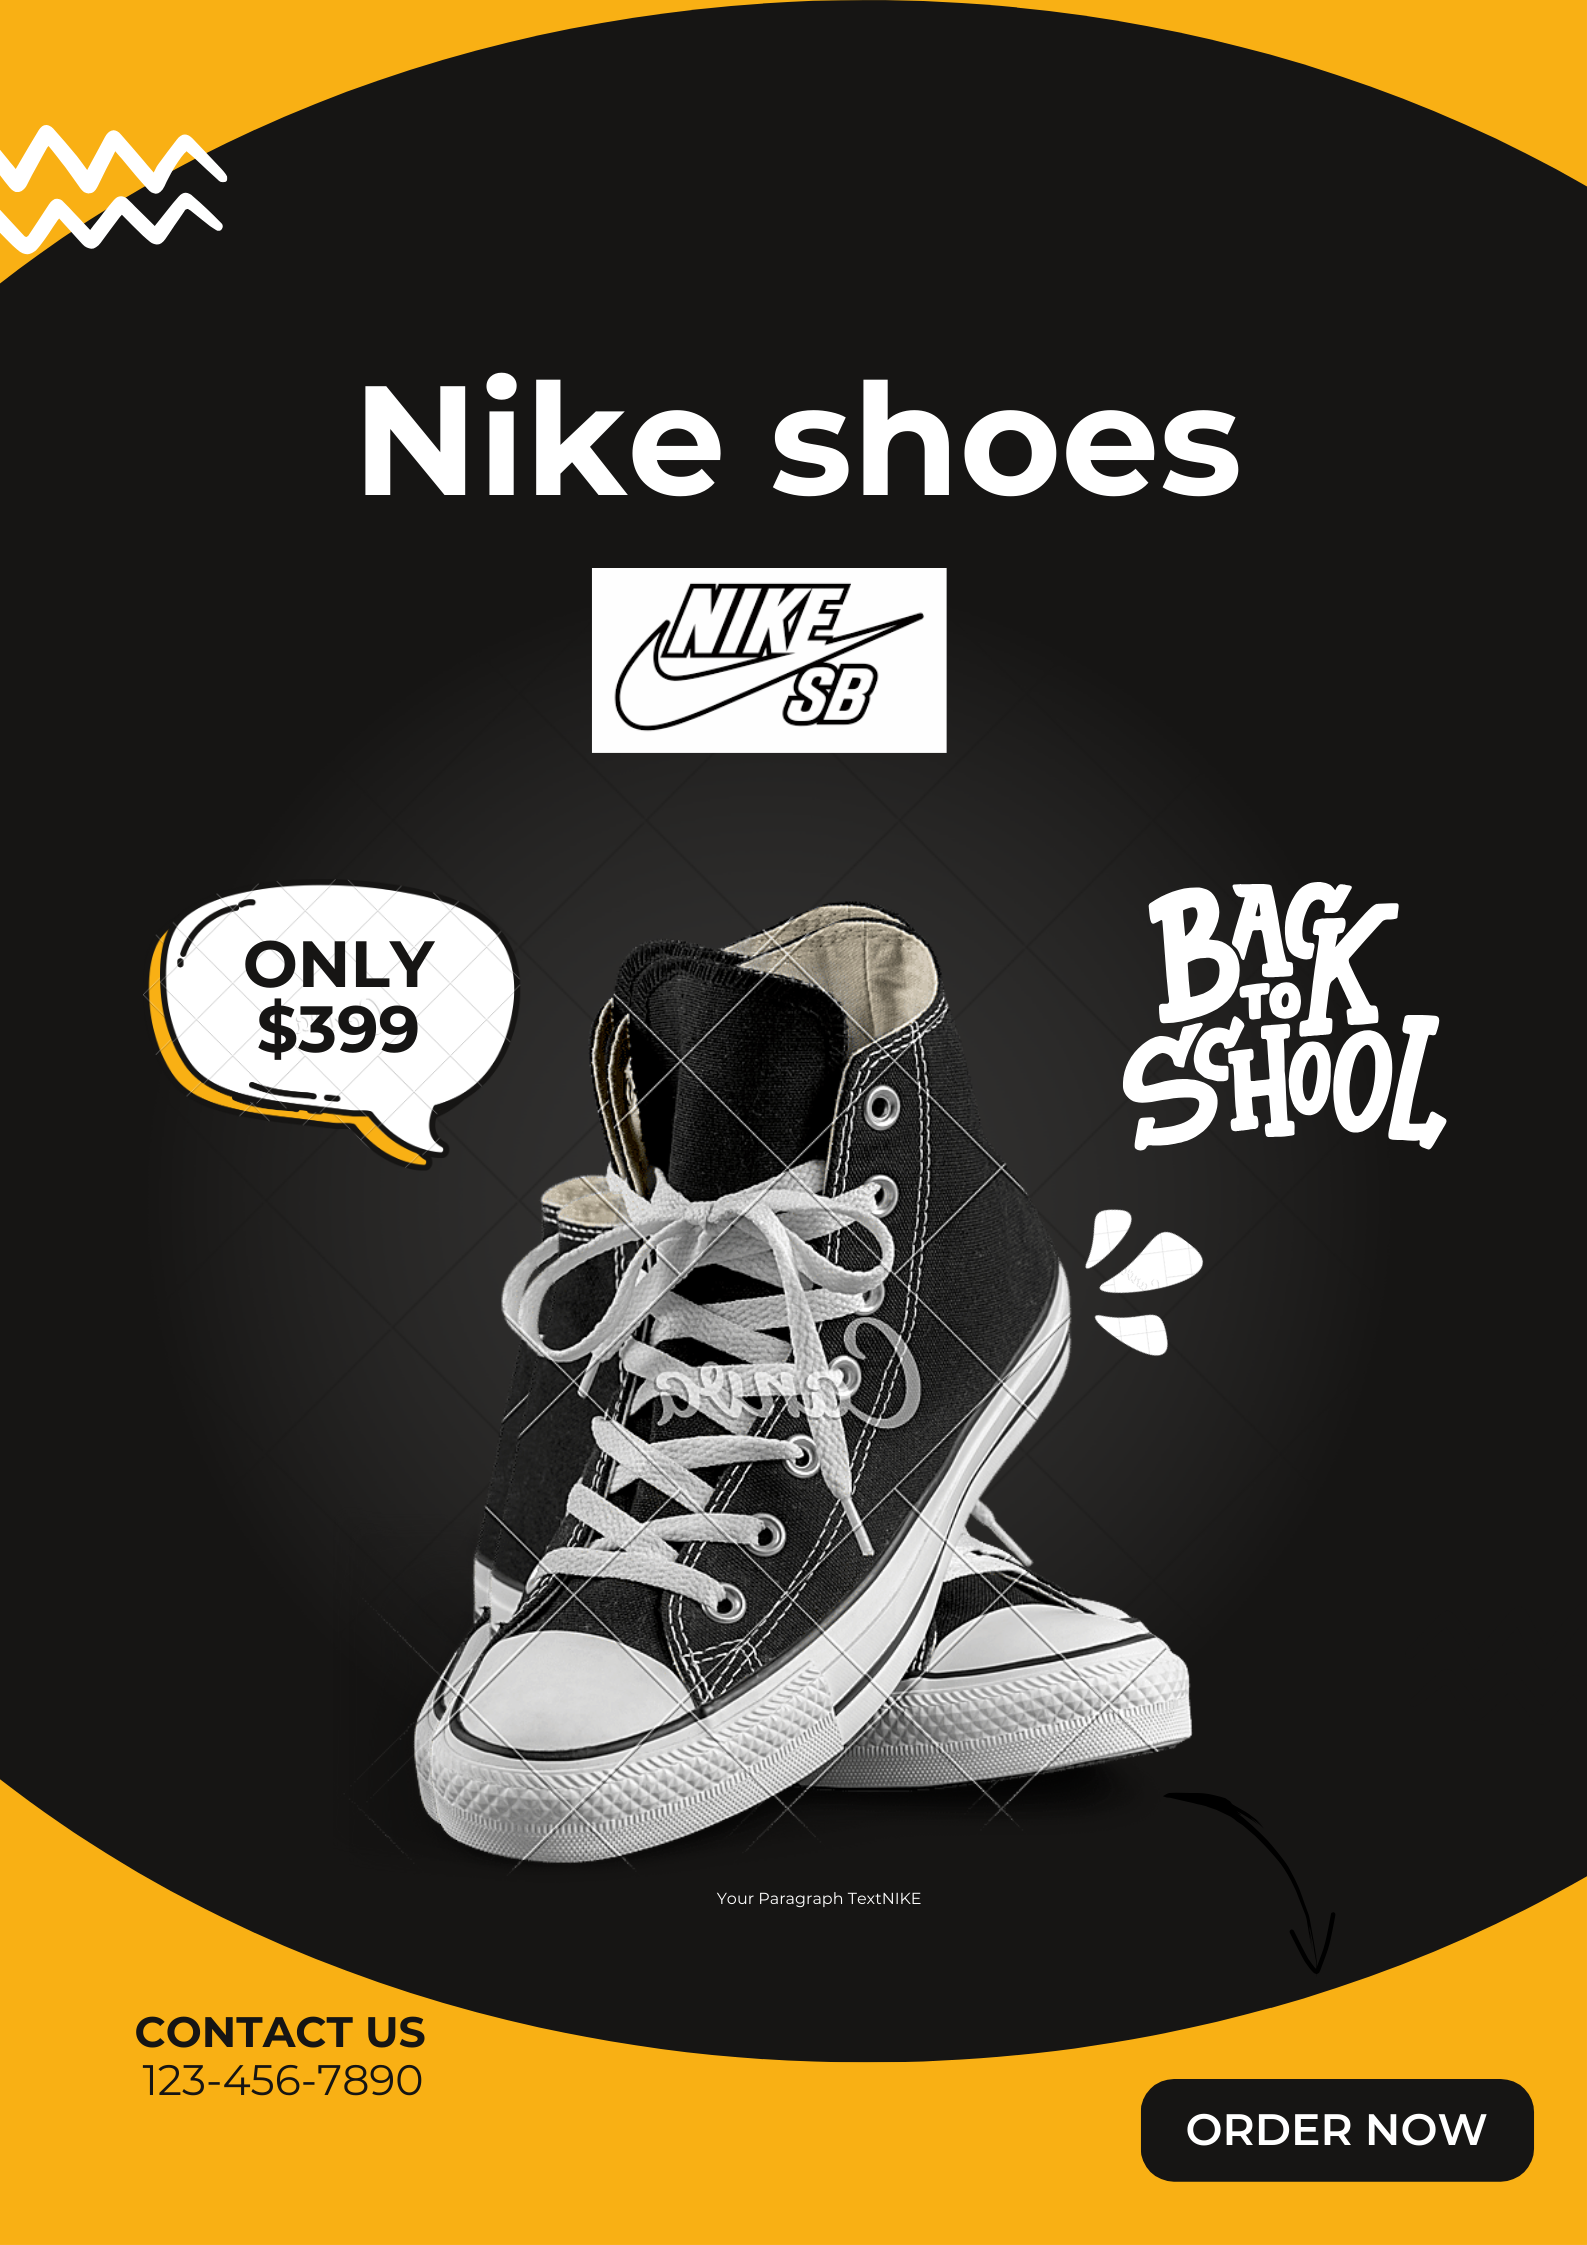 Nike shoes
NIKE
SB
ONLY
$399
BACK
TO
SCHOOL
Canva
Your Paragraph TextNIKE
CONTACT US
123-456-7890
ORDER NOW